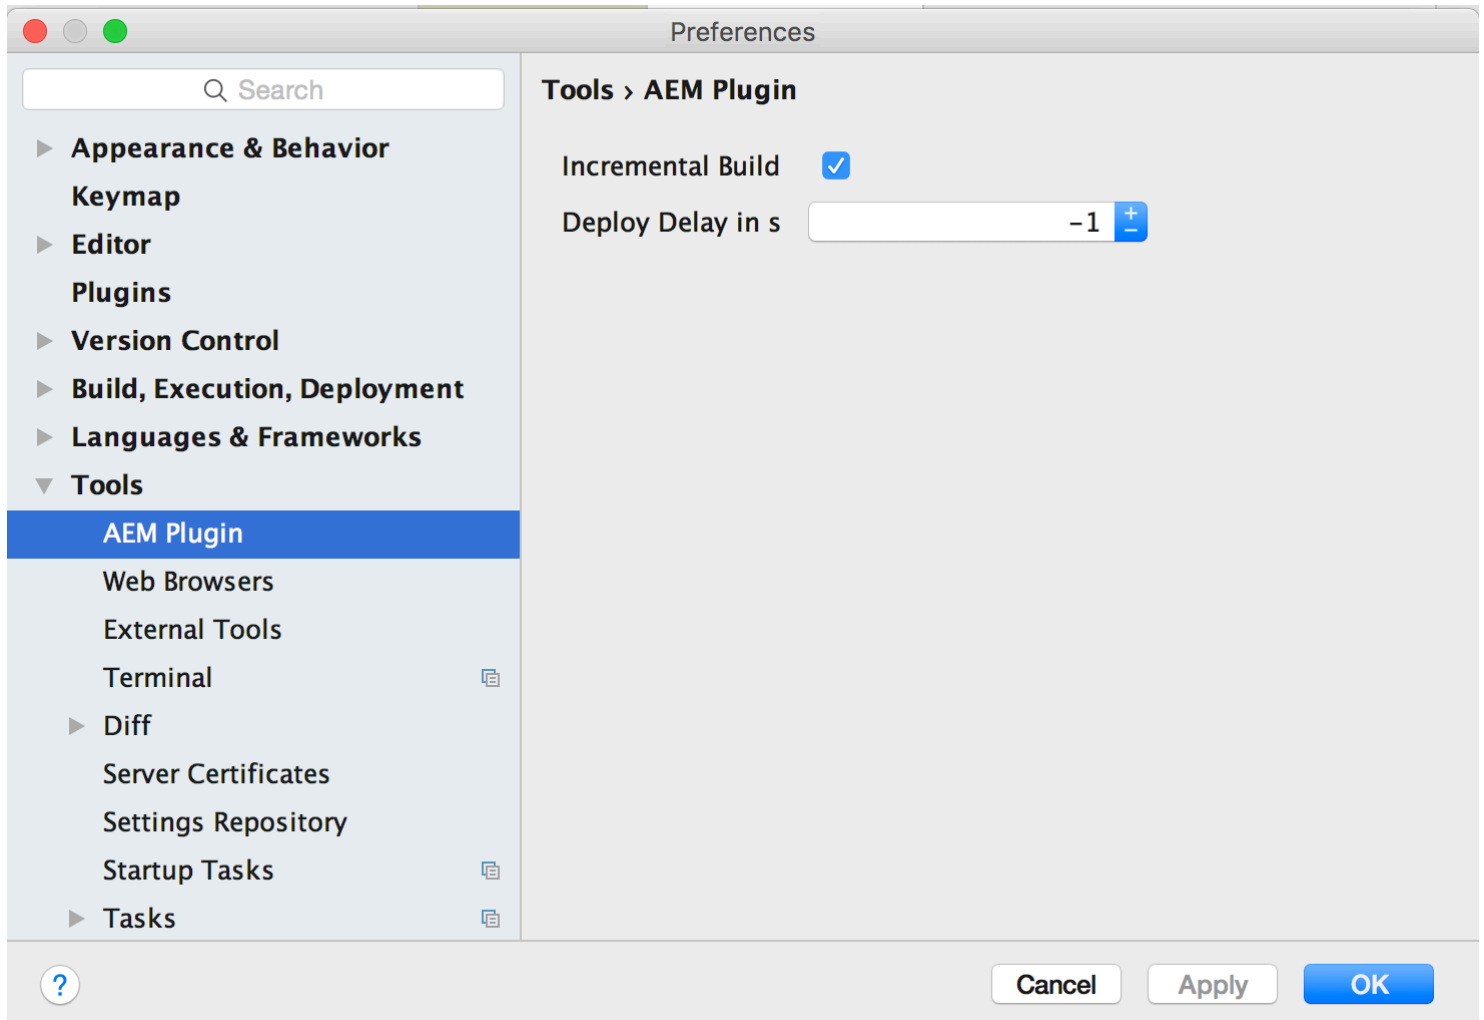 Preferences
Search
Appearance & Behavior
Keymap
Editor
Plugins
Version Control
Build, Execution, Deployment
Languages & Frameworks
Tools
AEM Plugin
Web Browsers
External Tools
Terminal
Diff
Server Certificates
Settings Repository
Startup Tasks
Tasks
Tools › AEM Plugin
Incremental Build
Deploy Delay in s -1
? Cancel Apply OK